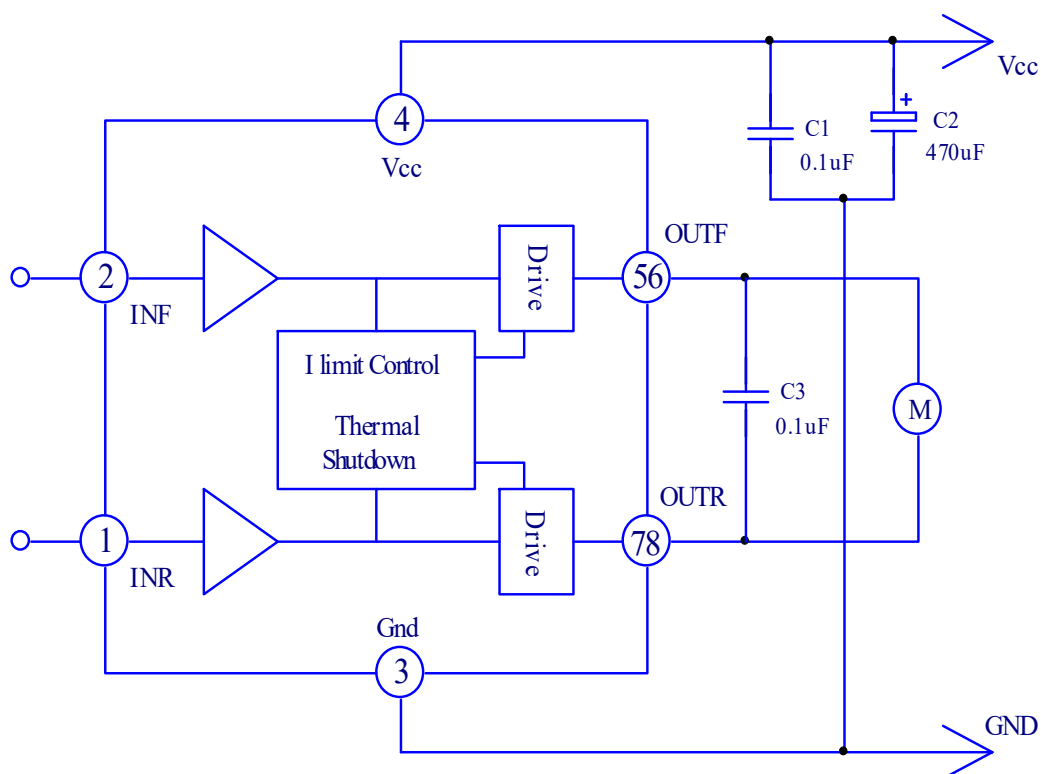 Vcc
4
Vcc
+
C1
0.1uF
C2
470uF
2
INF
Drive
OUTF
56
I limit Control
Thermal
Shutdown
C3
0.1uF
M
1
INR
Drive
OUTR
78
Gnd
3
GND